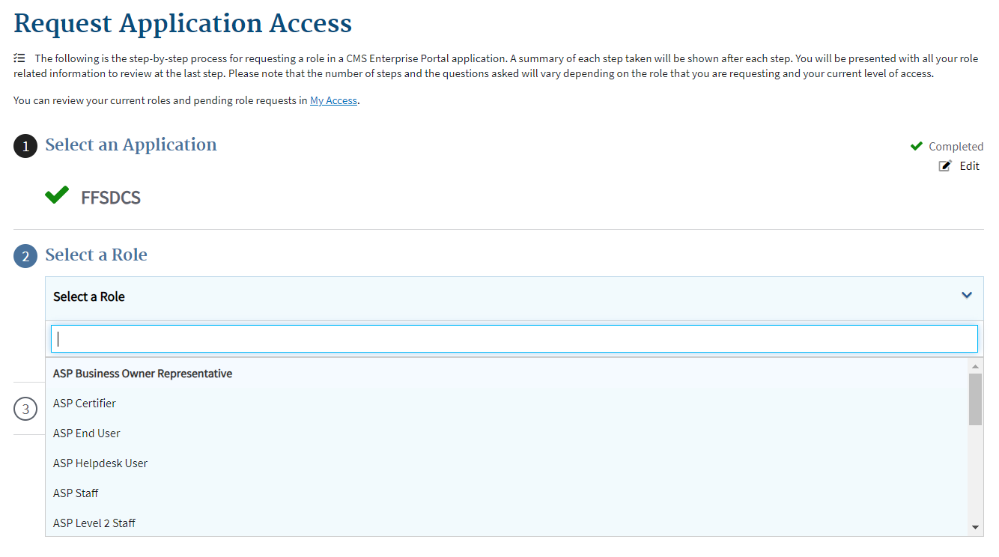 Request Application Access
The following is the step-by-step process for requesting a role in a CMS Enterprise Portal application. A summary of each step taken will be shown after each step. You will be presented with all your role
related information to review at the last step. Please note that the number of steps and the questions asked will vary depending on the role that you are requesting and your current level of access.
You can review your current roles and pending role requests in My Access.
1 Select an Application
Completed
Edit
FFSDCS
2 Select a Role
Select a Role
ASP Business Owner Representative
ASP Certifier
3
ASP End User
ASP Helpdesk User
ASP Staff
ASP Level 2 Staff